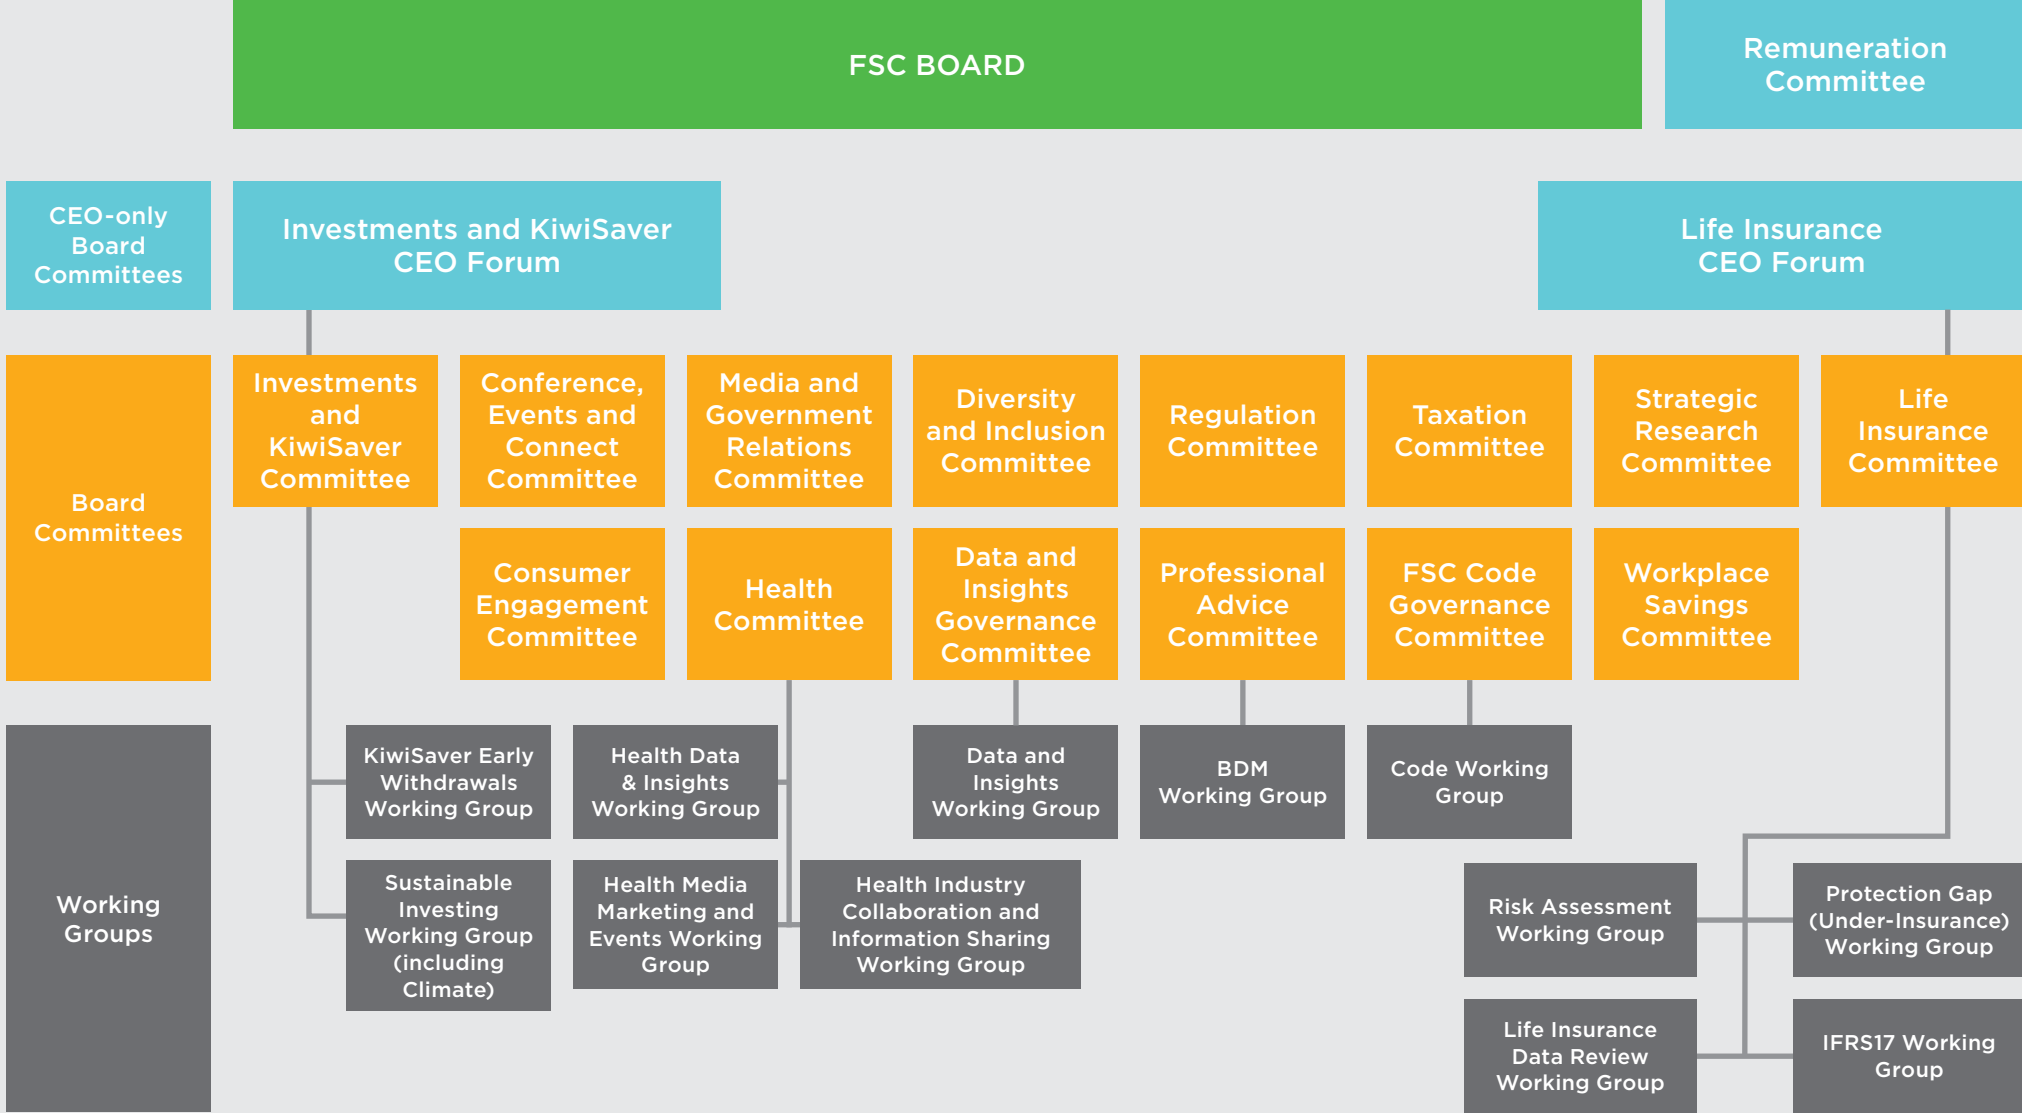 FSC BOARD
Remuneration
Committee
CEO-only
Board
Committees
Investments and KiwiSaver
CEO Forum
Life Insurance
CEO Forum
Board
Committees
Investments
and
KiwiSaver
Committee
Conference,
Events and
Connect
Committee
Media and
Government
Relations
Committee
Diversity
and Inclusion
Committee
Regulation
Committee
Taxation
Committee
Strategic
Research
Committee
Life
Insurance
Committee
Consumer
Engagement
Committee
Health
Committee
Data and
Insights
Governance
Committee
Professional
Advice
Committee
FSC Code
Governance
Committee
Workplace
Savings
Committee
Working
Groups
KiwiSaver Early
Withdrawals
Working Group
Health Data
& Insights
Working Group
Data and
Insights
Working Group
BDM
Working Group
Code Working
Group
Sustainable
Investing
Working Group
(including
Climate)
Health Media
Marketing and
Events Working
Group
Health Industry
Collaboration and
Information Sharing
Working Group
Risk Assessment
Working Group
Protection Gap
(Under-Insurance)
Working Group
Life Insurance
Data Review
Working Group
IFRS17 Working
Group